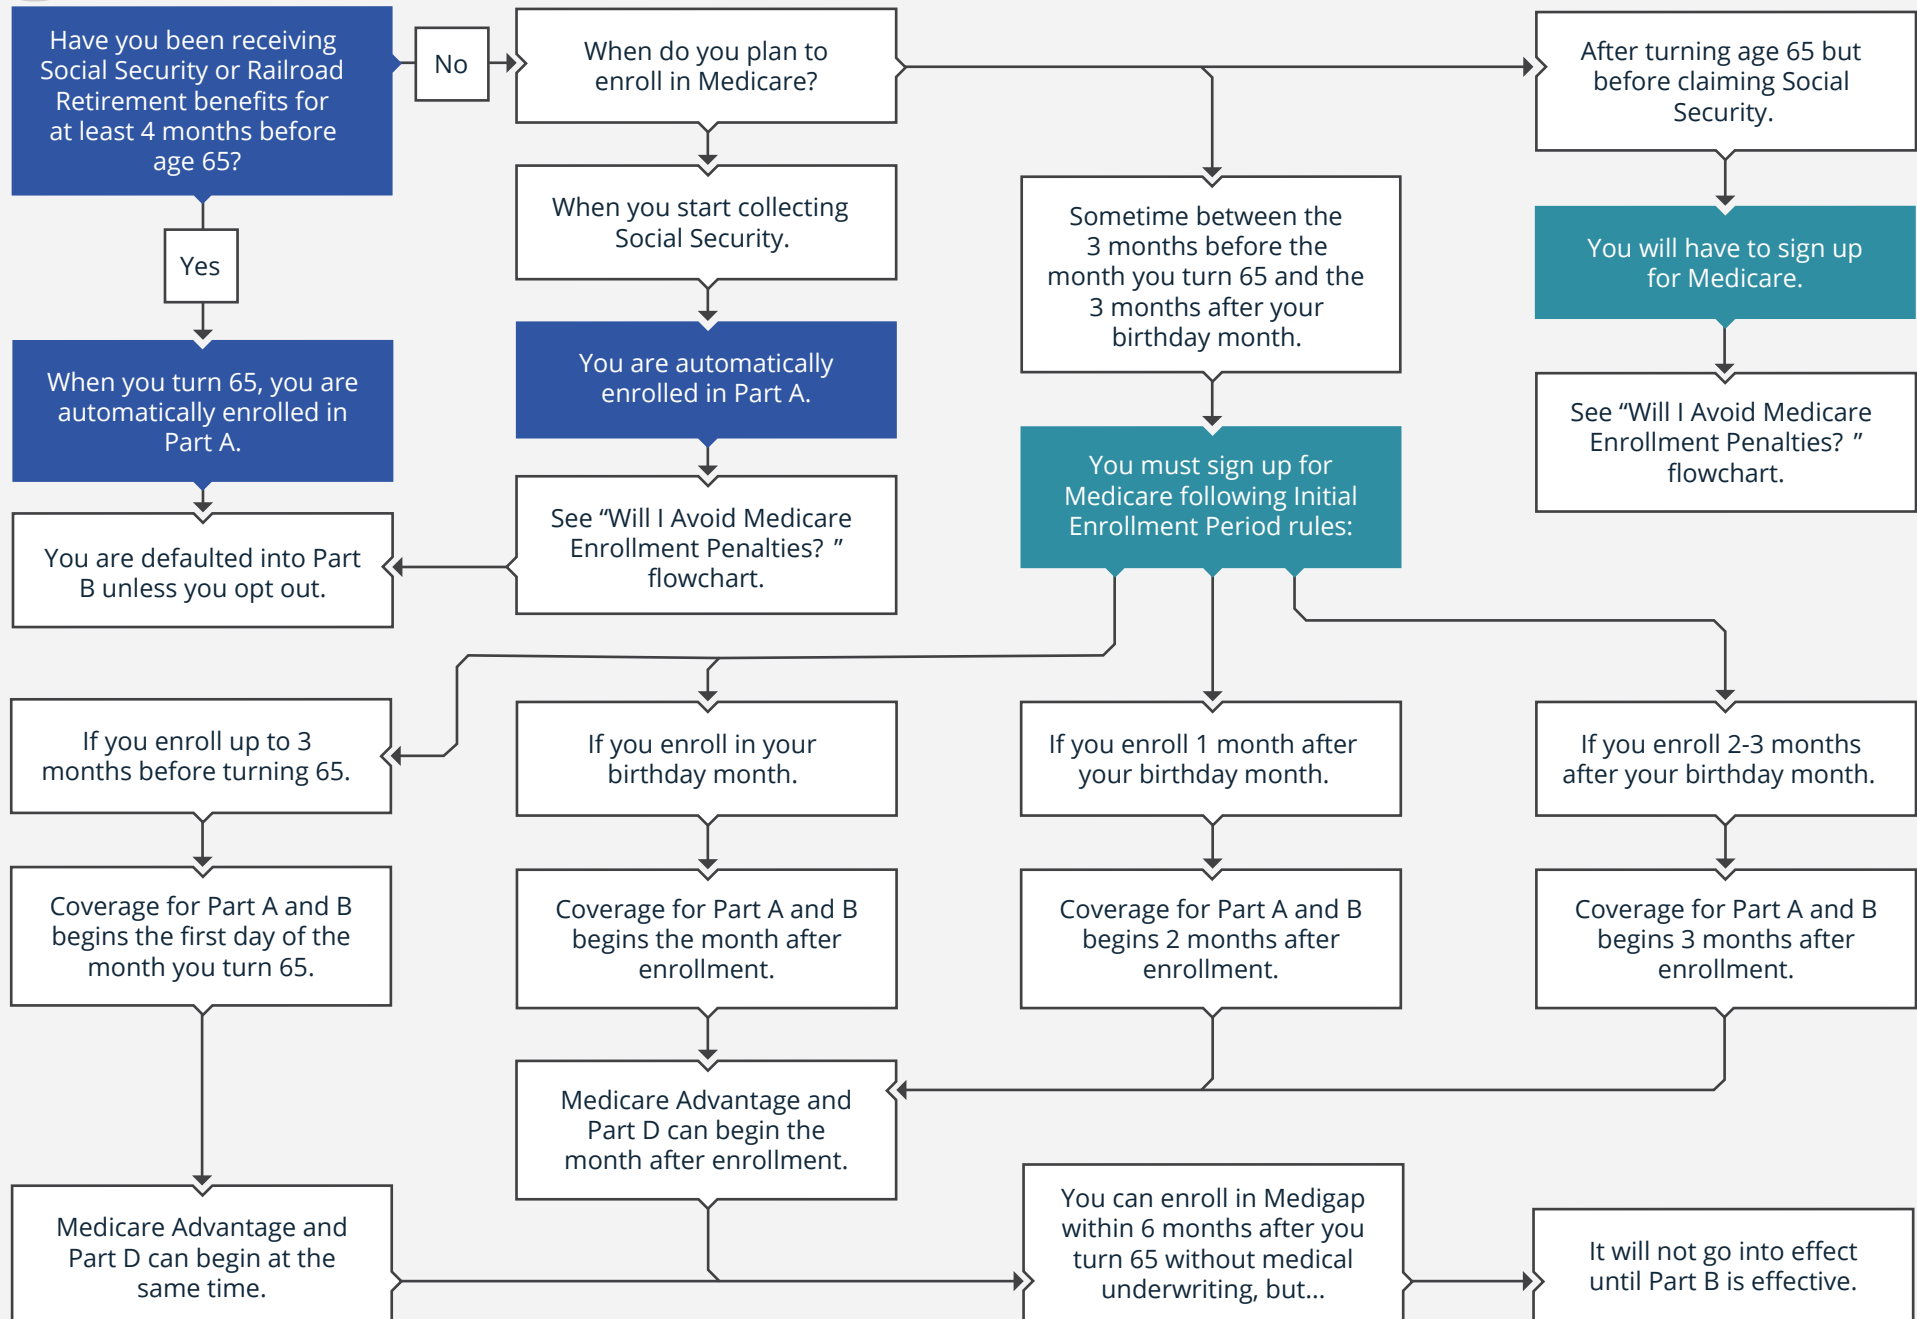 Have you been receiving
Social Security or Railroad
Retirement benefits for
at least 4 months before
age 65?
No
When do you plan to
enroll in Medicare?
After turning age 65 but
before claiming Social
Security.
Yes
When you start collecting
Social Security.
Sometime between the
3 months before the
month you turn 65 and the
3 months after your
birthday month.
You will have to sign up
for Medicare.
When you turn 65, you are
automatically enrolled in
Part A.
You are automatically
enrolled in Part A.
See “Will I Avoid Medicare
Enrollment Penalties? ”
flowchart.
You must sign up for
Medicare following Initial
Enrollment Period rules:
You are defaulted into Part
B unless you opt out.
See “Will I Avoid Medicare
Enrollment Penalties? ”
flowchart.
If you enroll up to 3
months before turning 65.
If you enroll in your
birthday month.
If you enroll 1 month after
your birthday month.
If you enroll 2-3 months
after your birthday month.
Coverage for Part A and B
begins the first day of the
month you turn 65.
Coverage for Part A and B
begins the month after
enrollment.
Coverage for Part A and B
begins 2 months after
enrollment.
Coverage for Part A and B
begins 3 months after
enrollment.
Medicare Advantage and
Part D can begin the
month after enrollment.
Medicare Advantage and
Part D can begin at the
same time.
You can enroll in Medigap
within 6 months after you
turn 65 without medical
underwriting, but...
It will not go into effect
until Part B is effective.